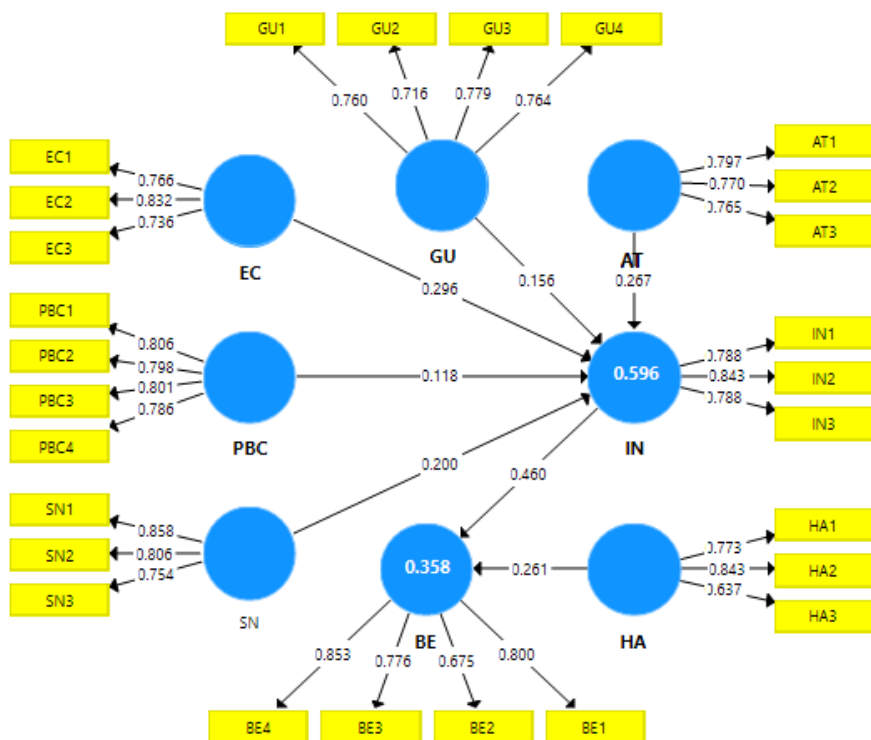 GU1 GU2 GU3 GU4
0.760 0.716 0.779 0.764
EC1
EC2
EC3
0.766
0.832
0.736
EC
GU
AT
0.797
0.770
0.765
AT1
AT2
AT3
0.296
0.156
0.267
PBC1
PBC2
PBC3
PBC4
0.806
0.798
0.801
0.786
PBC
0.118
0.596
IN
0.788
0.843
0.788
IN1
IN2
IN3
0.200
0.460
SN1
SN2
SN3
0.858
0.806
0.754
SN
0.358
BE
0.261
HA
0.773
0.843
0.637
HA1
HA2
HA3
0.853 0.776 0.675 0.800
BE4 BE3 BE2 BE1